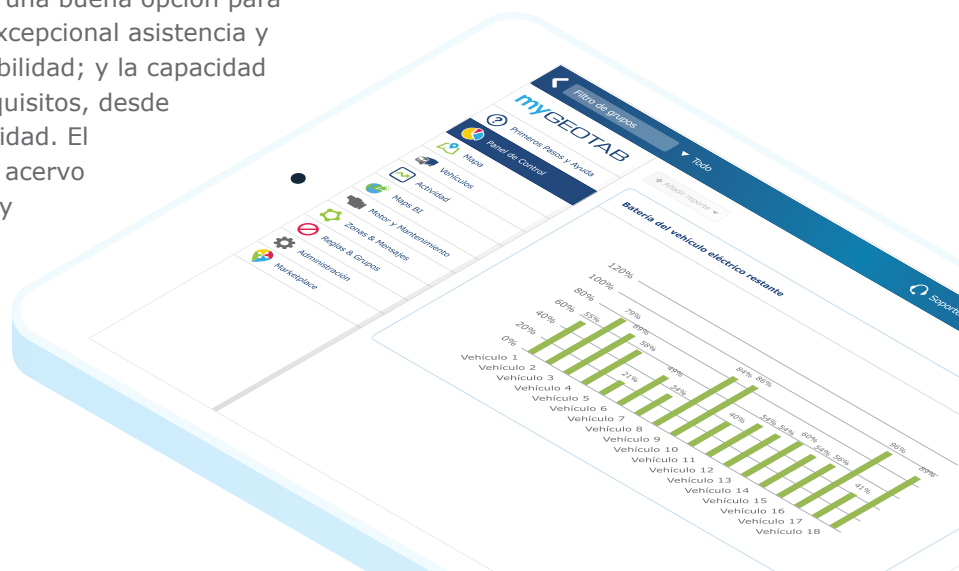 una buena opción para
xcepcional asistencia y
bilidad; y la capacidad
quisitos, desde
idad. El
acervo
y
Filtro de grupos
Todo
Soporte
myGEOTAB
Primeros Pasos y Ayuda
Panel de Control
Mapa
Vehículos
Actividad
Maps BI
Motor y Mantenimiento
Zonas & Mensajes
Reglas & Grupos
Administración
Marketplace
+ Añadir reporte
Batería del vehículo eléctrico restante
120%
100%
80%
60%
40%
20%
0%
55%
79%
69%
58%
21%
49%
34%
84%
86%
40%
54%
54%
60%
54%
56%
96%
41%
89%
Vehículo 1
Vehículo 2
Vehículo 3
Vehículo 4
Vehículo 5
Vehículo 6
Vehículo 7
Vehículo 8
Vehículo 9
Vehículo 10
Vehículo 11
Vehículo 12
Vehículo 13
Vehículo 14
Vehículo 15
Vehículo 16
Vehículo 17
Vehículo 18